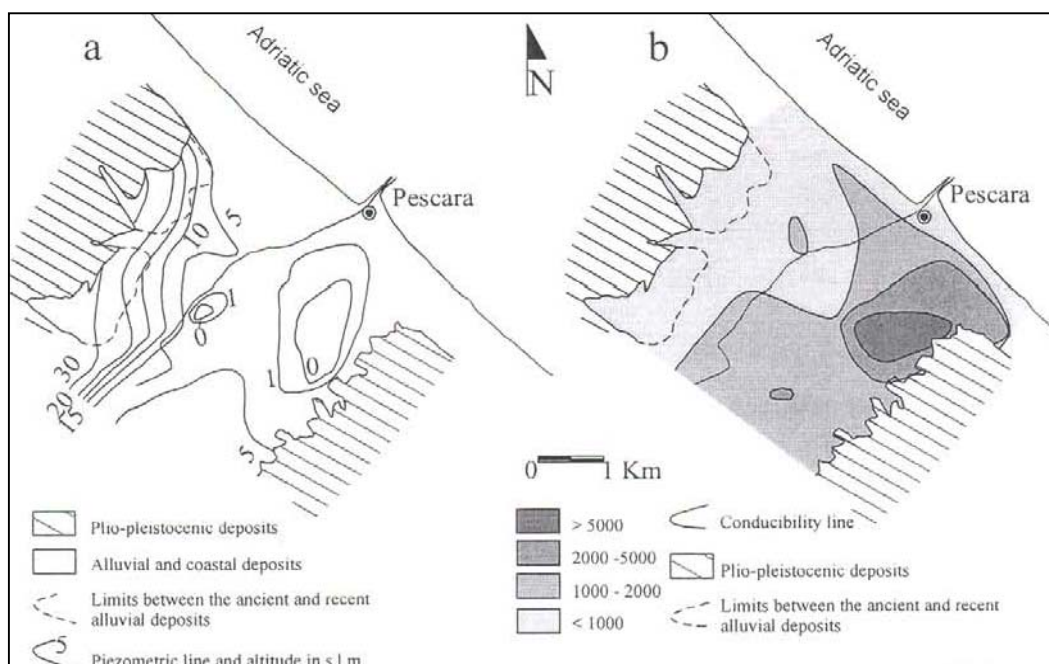 a
Adriatic sea
N
b
Adriatic sea
Pescara
Pescara
10
5
1
0
30
20
15
1
0
5
0 1 Km
Plio-pleistocenic deposits
Alluvial and coastal deposits
Limits between the ancient and recent
alluvial deposits
5
Piezometric line and altitude in s.l.m.
> 5000
2000 -5000
1000 - 2000
< 1000
Conducibility line
Plio-pleistocenic deposits
Limits between the ancient and recent
alluvial deposits